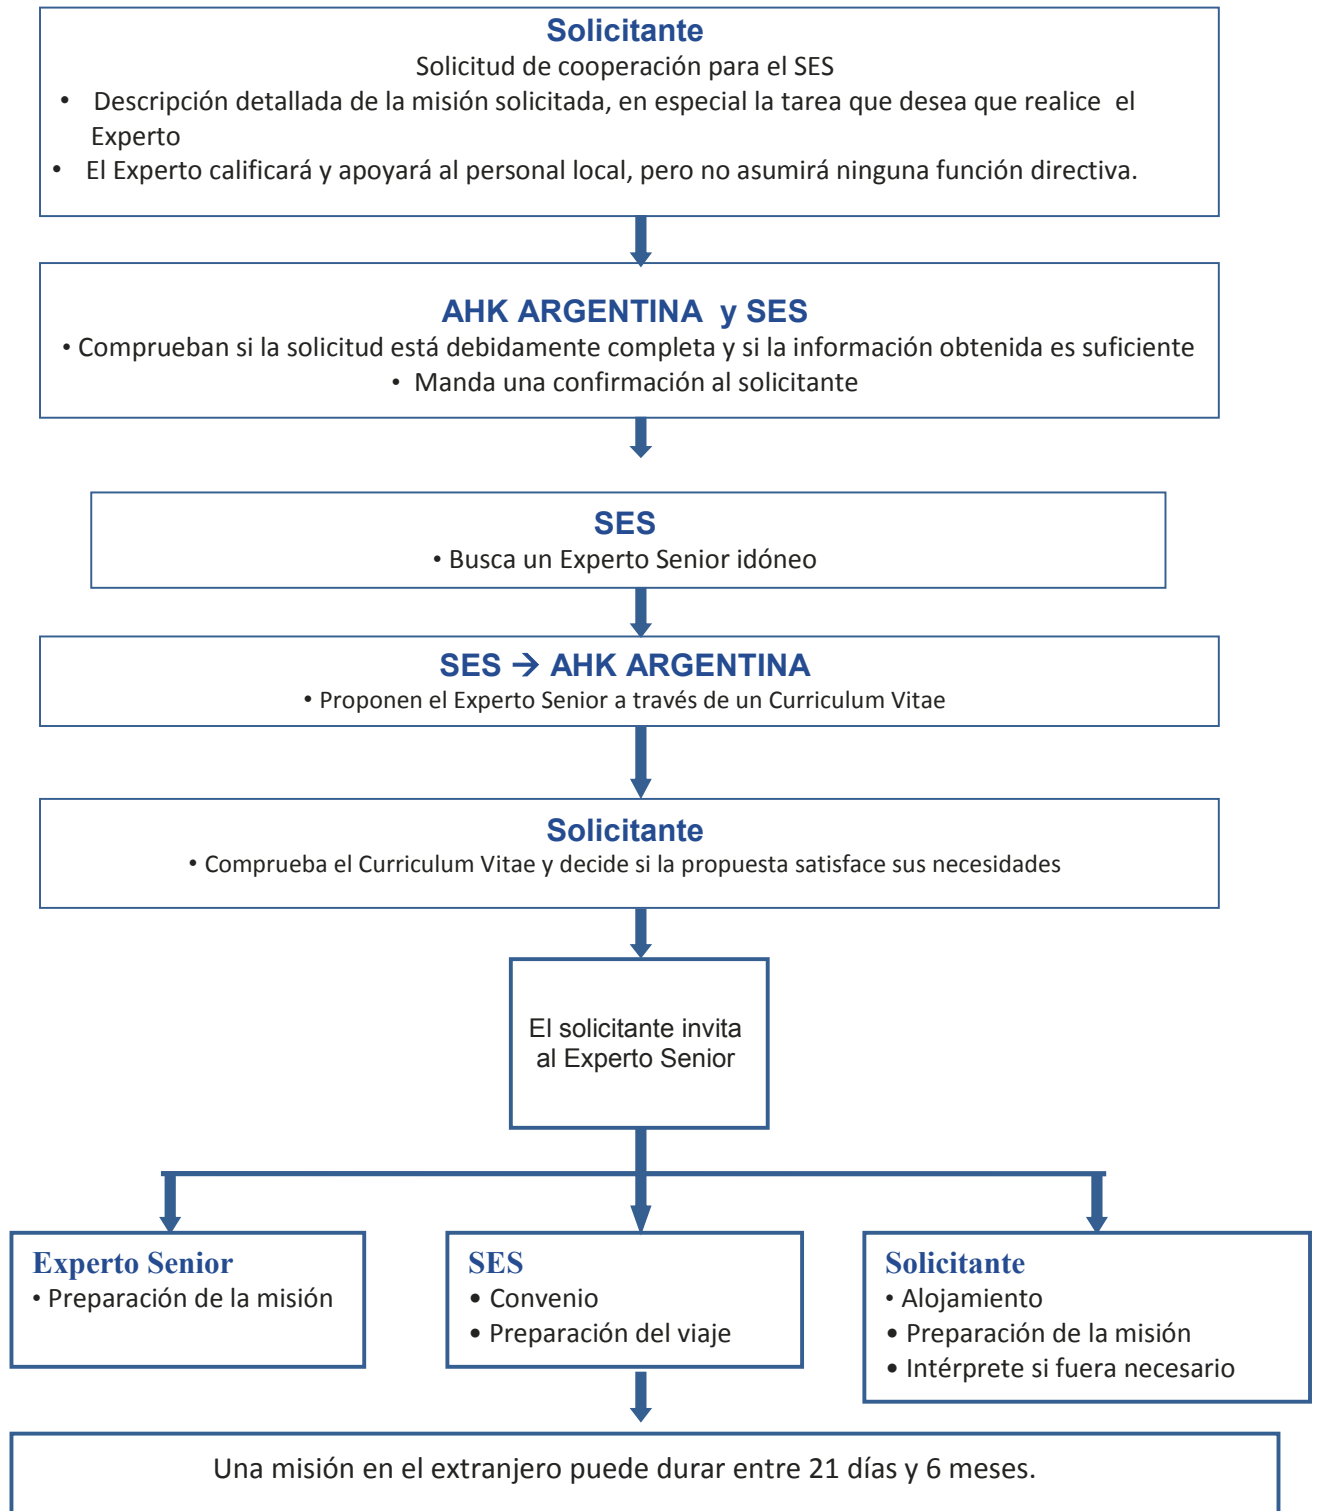 Solicitante
Solicitud de cooperación para el SES
• Descripción detallada de la misión solicitada, en especial la tarea que desea que realice el
Experto
• El Experto calificará y apoyará al personal local, pero no asumirá ninguna función directiva.
AHK ARGENTINA y SES
• Comprueban si la solicitud está debidamente completa y si la información obtenida es suficiente
• Manda una confirmación al solicitante
SES
• Busca un Experto Senior idóneo
SES → AHK ARGENTINA
• Proponen el Experto Senior a través de un Curriculum Vitae
Solicitante
• Comprueba el Curriculum Vitae y decide si la propuesta satisface sus necesidades
El solicitante invita
al Experto Senior
Experto Senior
• Preparación de la misión
SES
• Convenio
• Preparación del viaje
Solicitante
• Alojamiento
• Preparación de la misión
• Intérprete si fuera necesario
Una misión en el extranjero puede durar entre 21 días y 6 meses.